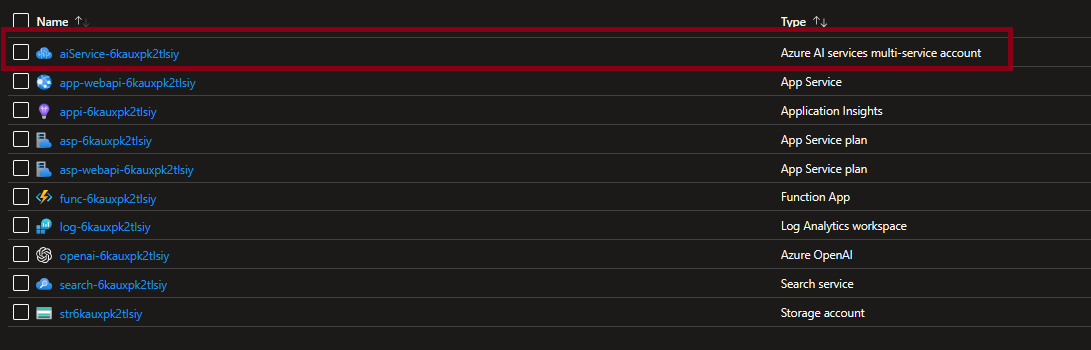 Name ↑↓ Type ↑↓
aiService-6kauxpk2tlsiy Azure AI services multi-service account
app-webapi-6kauxpk2tlsiy App Service
appi-6kauxpk2tlsiy Application Insights
asp-6kauxpk2tlsiy App Service plan
asp-webapi-6kauxpk2tlsiy App Service plan
func-6kauxpk2tlsiy Function App
log-6kauxpk2tlsiy Log Analytics workspace
openai-6kauxpk2tlsiy Azure OpenAI
search-6kauxpk2tlsiy Search service
str6kauxpk2tlsiy Storage account